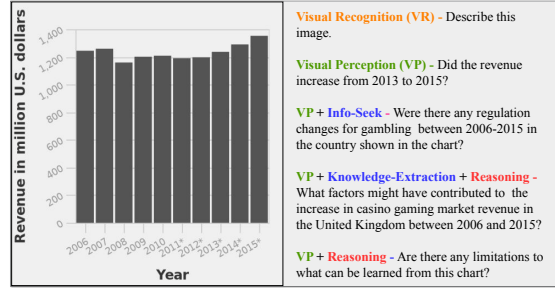 Revenue in million U.S. dollars
1,400
1,200
1,000
800
600
400
200
0
2006
2007
2008
2009
2010
2011*
2012*
2013*
2014*
2015*
Year
Visual Recognition (VR) - Describe this
image.
Visual Perception (VP) - Did the revenue
increase from 2013 to 2015?
VP + Info-Seek - Were there any regulation
changes for gambling between 2006-2015 in
the country shown in the chart?
VP + Knowledge-Extraction + Reasoning -
What factors might have contributed to the
increase in casino gaming market revenue in
the United Kingdom between 2006 and 2015?
VP + Reasoning - Are there any limitations to
what can be learned from this chart?